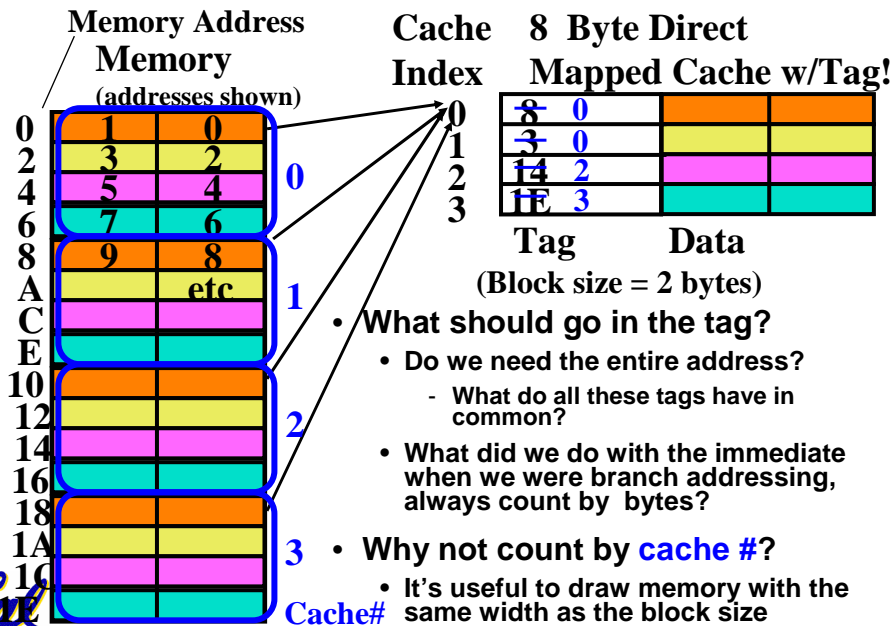 Memory Address
Memory
(addresses shown)
0 1 0
2 3 2
4 5 4
6 7 6
0
8 9 8
A etc
C
E
1
10
12
14
16
2
18
1A
1C
1E
3
Cache#
Cache 8 Byte Direct
Index Mapped Cache w/Tag!
0 8 0
1 3 0
2 14 2
3 1E 3
Tag Data
(Block size = 2 bytes)
• What should go in the tag?
• Do we need the entire address?
- What do all these tags have in
common?
• What did we do with the immediate
when we were branch addressing,
always count by bytes?
• Why not count by cache #?
• It's useful to draw memory with the
same width as the block size